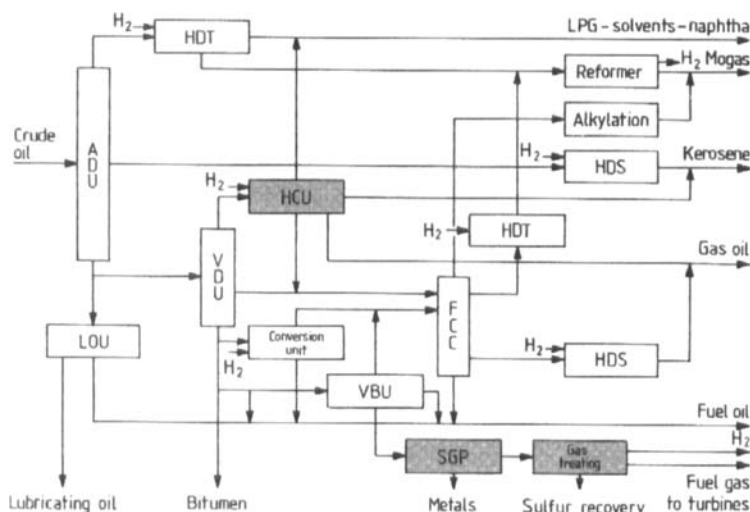 H2
HDT
LPG-solvents-naphtha
Reformer
H2 Mogas
Alkylation
Crude
oil
ADU
H2
HDS
Kerosene
H2
HCU
H2
HDT
Gas oil
VDU
FCC
LOU
Conversion
unit
H2
H2
HDS
VBU
Fuel oil
H2
SGP
Gas
treating
Fuel gas
to turbines
Lubricating oil
Bitumen
Metals
Sulfur recovery